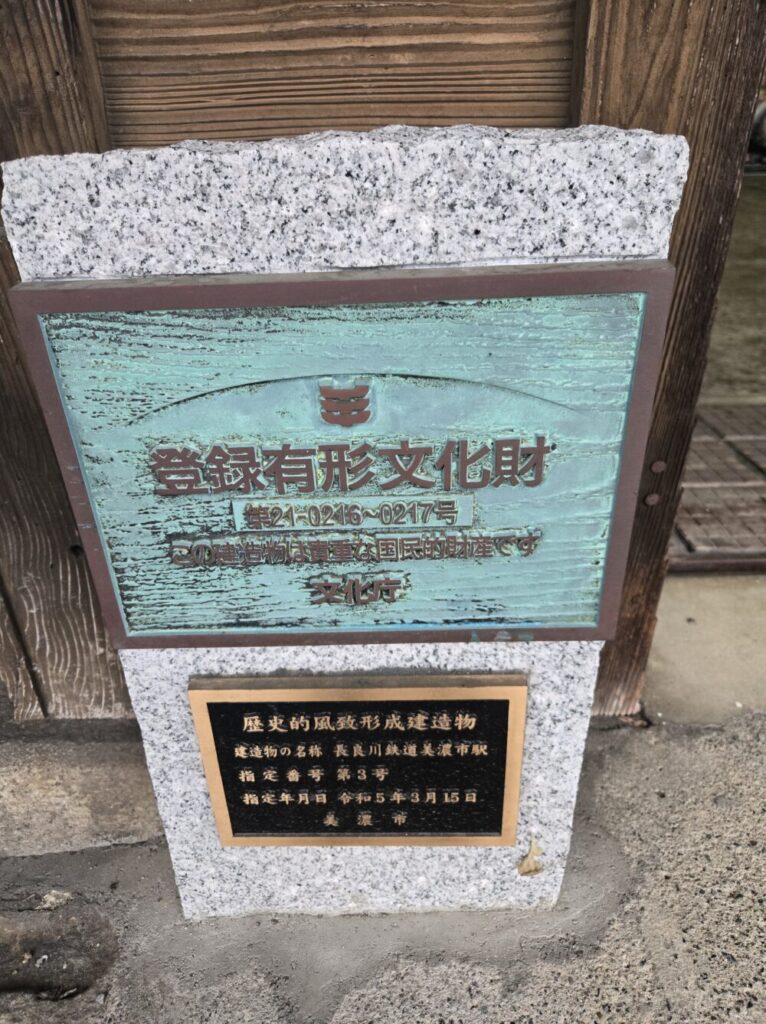 登録有形文化財
第21-0216~0217号
この建造物は貴重な国民的財産です
文化庁
歴史的風致形成建造物
建造物の名称 長良川鉄道美濃市駅
指定番号 第3号
指定年月日 令和5年3月15日
美濃市